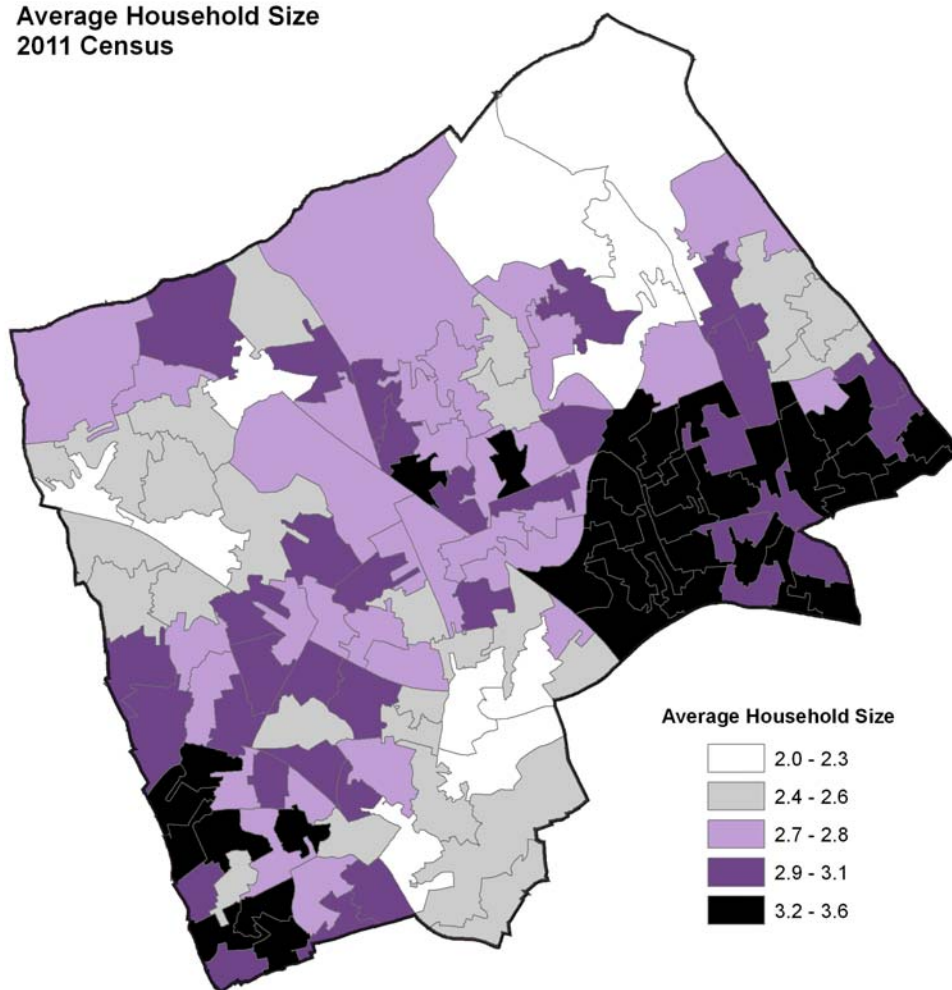 Average Household Size
2011 Census
Average Household Size
2.0 - 2.3
2.4 - 2.6
2.7 - 2.8
2.9 - 3.1
3.2 - 3.6